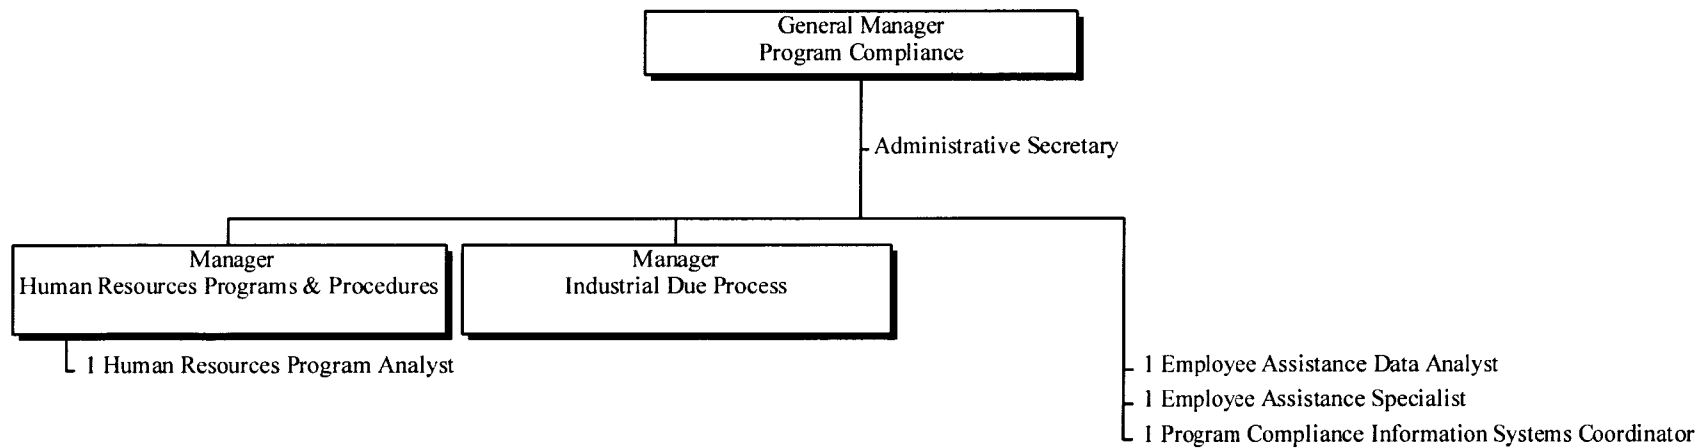 General Manager
Program Compliance
Administrative Secretary
Manager
Human Resources Programs & Procedures
Manager
Industrial Due Process
1 Human Resources Program Analyst
1 Employee Assistance Data Analyst
1 Employee Assistance Specialist
1 Program Compliance Information Systems Coordinator